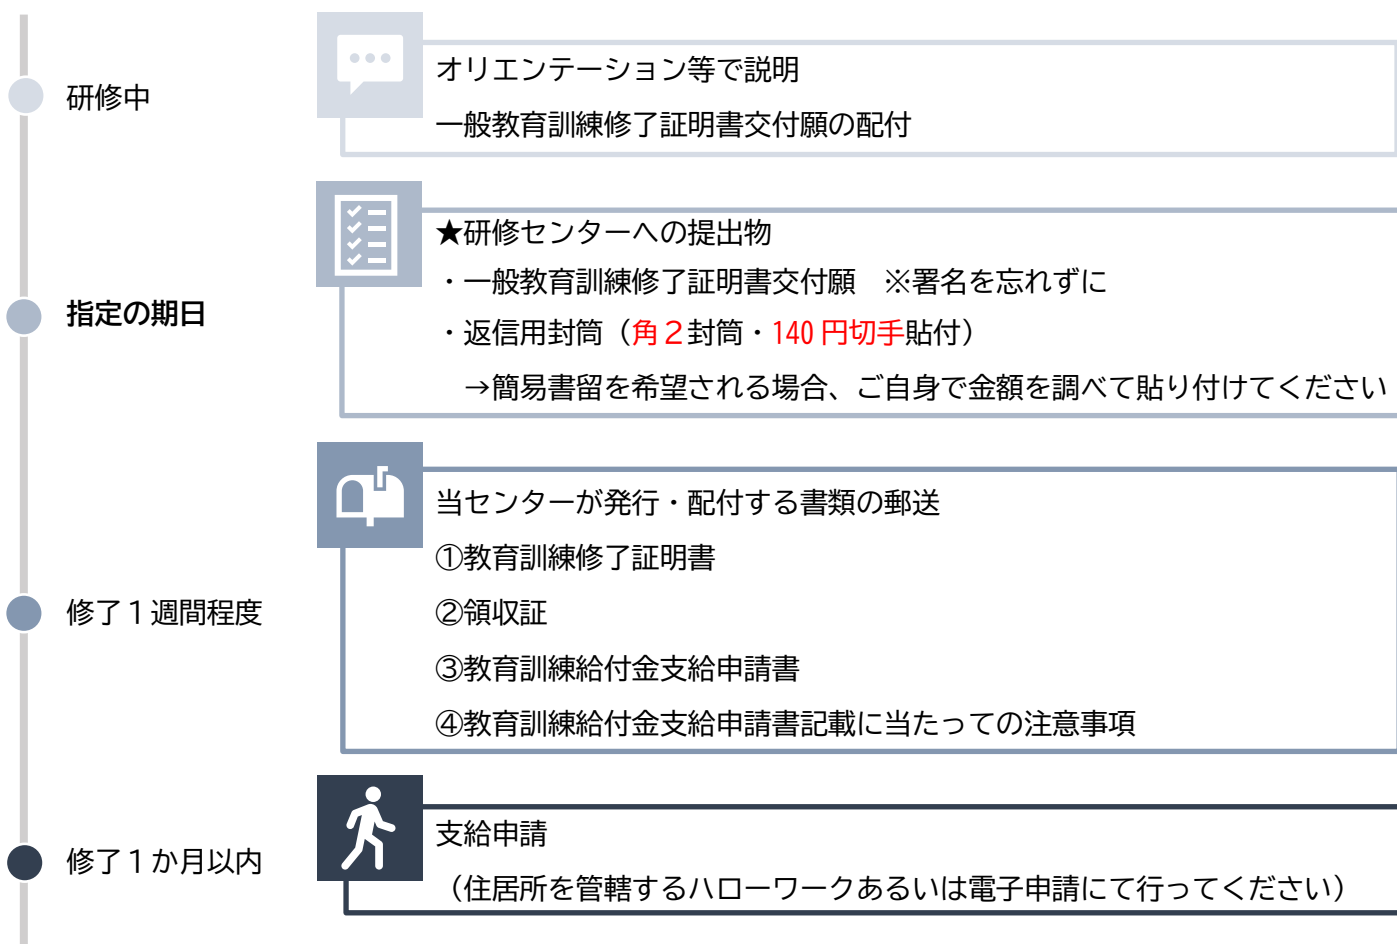 研修中
オリエンテーション等で説明
一般教育訓練修了証明書交付願の配付
指定の期日
★研修センターへの提出物
・一般教育訓練修了証明書交付願　※署名を忘れずに
・返信用封筒（角２封筒・140円切手貼付）
→簡易書留を希望される場合、ご自身で金額を調べて貼り付けてください
修了１週間程度
当センターが発行・配付する書類の郵送
①教育訓練修了証明書
②領収証
③教育訓練給付金支給申請書
④教育訓練給付金支給申請書記載に当たっての注意事項
修了１か月以内
支給申請
（住居所を管轄するハローワークあるいは電子申請にて行ってください）